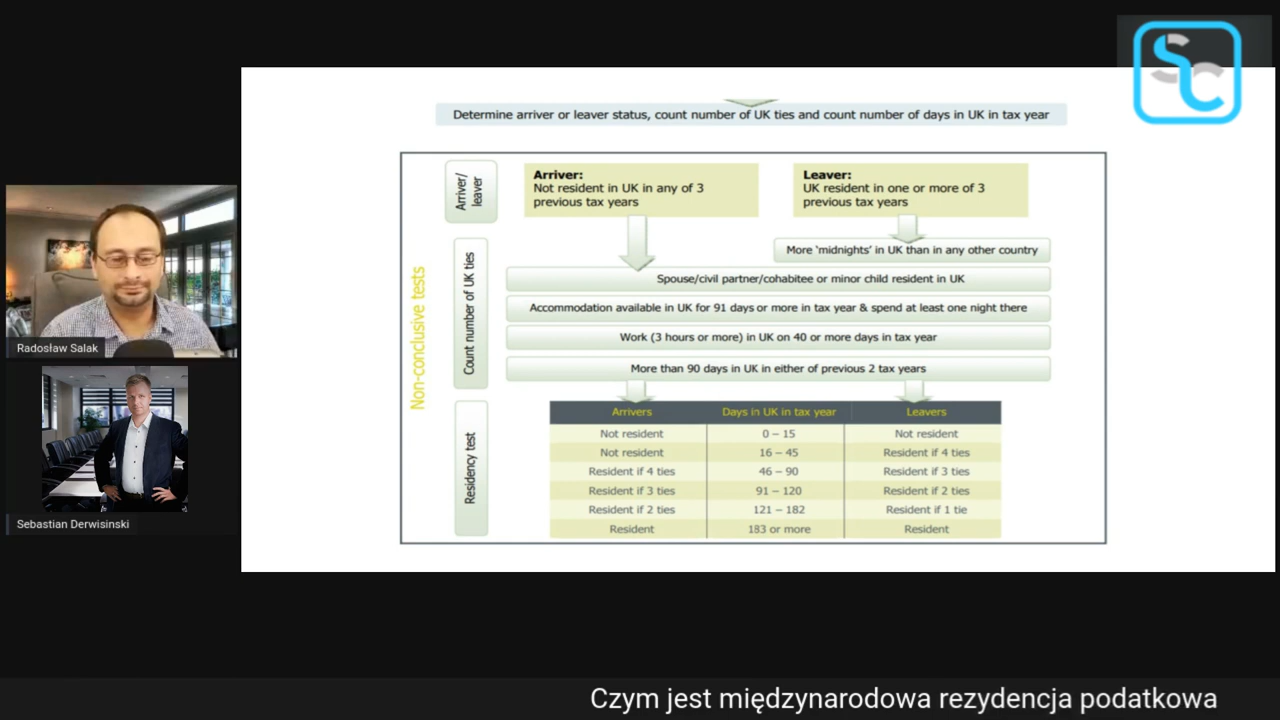 SC
Determine arriver or leaver status, count number of UK ties and count number of days in UK in tax year
Arriver/
leaver
Arriver:
Not resident in UK in any of 3
previous tax years
Leaver:
UK resident in one or more of 3
previous tax years
Non-conclusive tests
Count number of UK ties
More ‘midnights’ in UK than in any other country
Spouse/civil partner/cohabitee or minor child resident in UK
Accommodation available in UK for 91 days or more in tax year & spend at least one night there
Work (3 hours or more) in UK on 40 or more days in tax year
More than 90 days in UK in either of previous 2 tax years
Residency test
Arrivers Days in UK in tax year Leavers
Not resident 0 – 15 Not resident
Not resident 16 – 45 Resident if 4 ties
Resident if 4 ties 46 – 90 Resident if 3 ties
Resident if 3 ties 91 – 120 Resident if 2 ties
Resident if 2 ties 121 – 182 Resident if 1 tie
Resident 183 or more Resident
Radosław Salak
Sebastian Derwisinski
Czym jest międzynarodowa rezydencja podatkowa